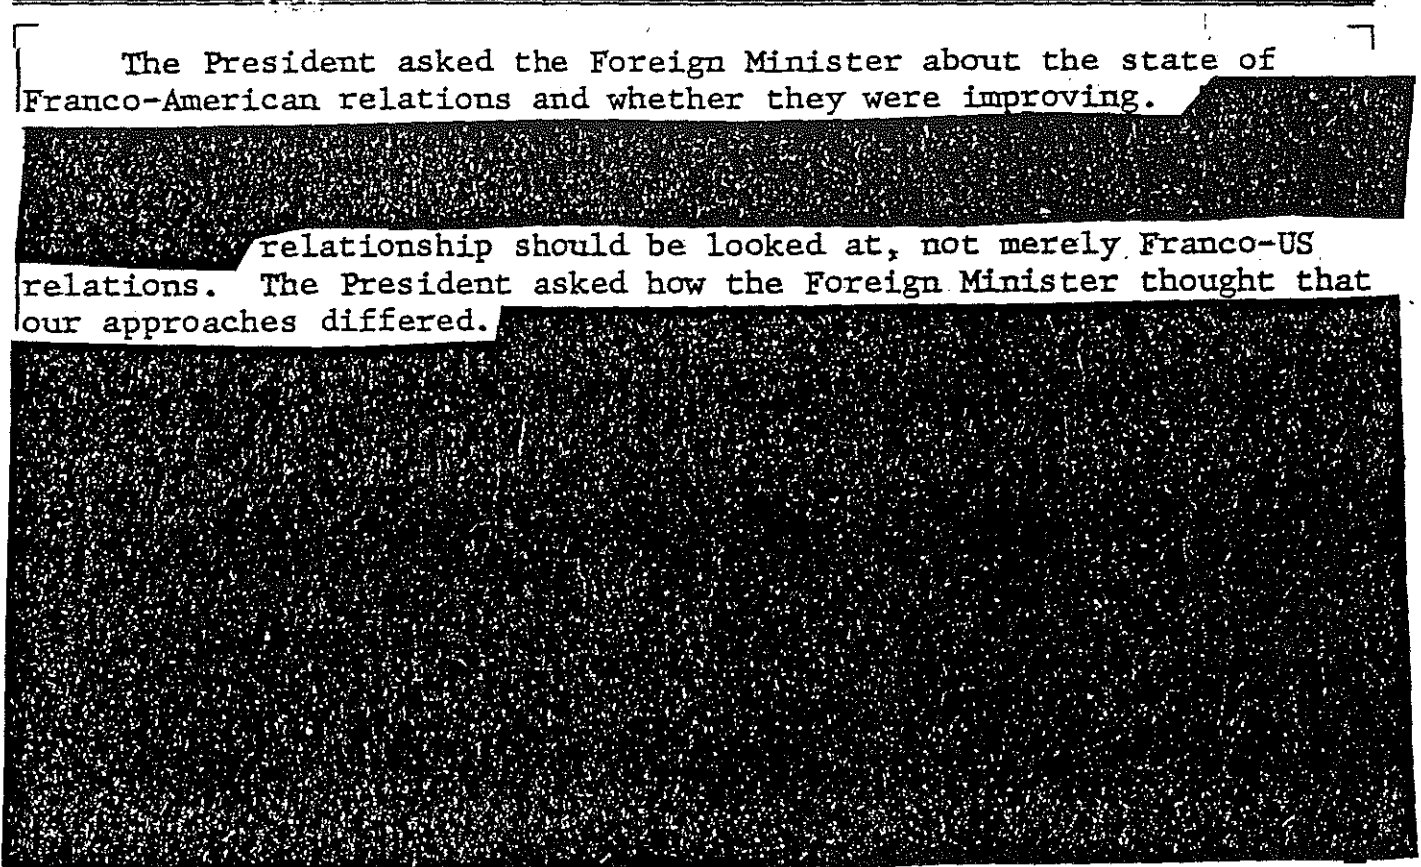 The President asked the Foreign Minister about the state of
Franco-American relations and whether they were improving.
relationship should be looked at, not merely Franco-US
relations. The President asked how the Foreign Minister thought that
our approaches differed.